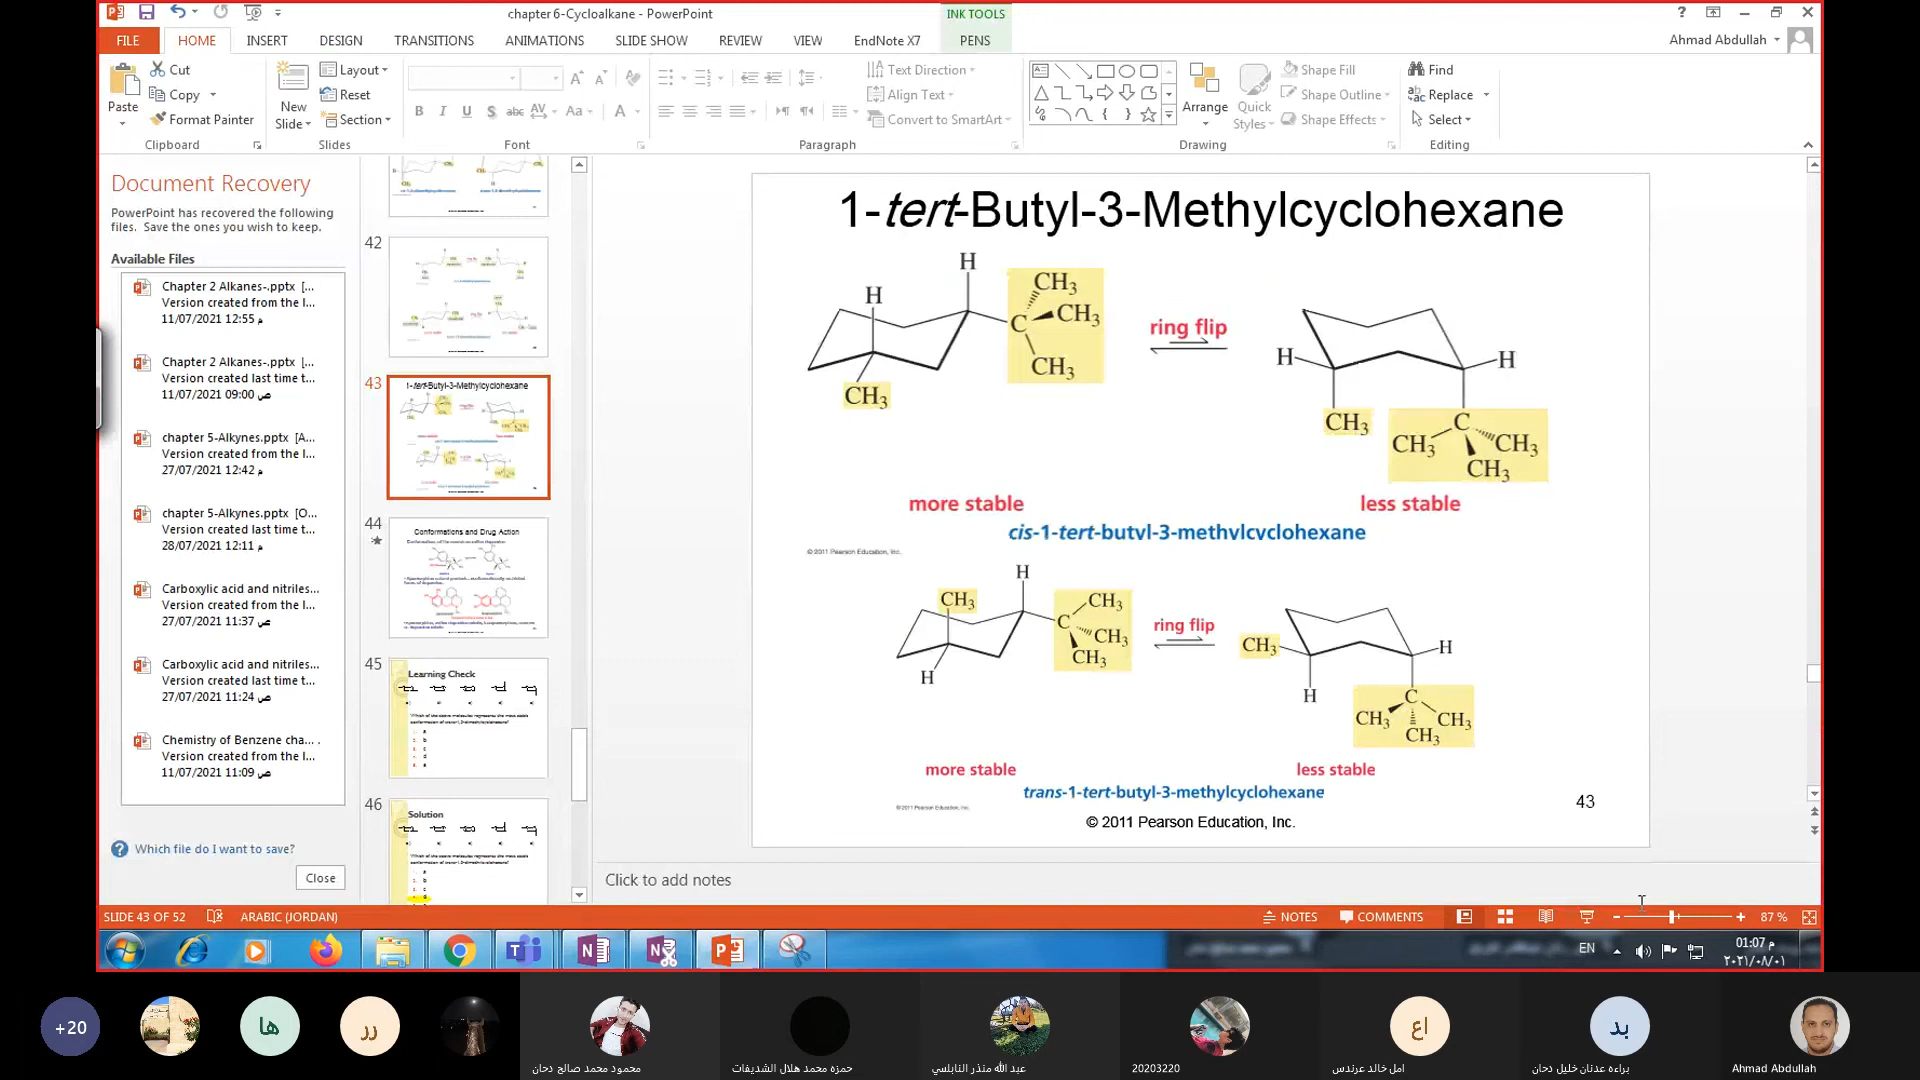 chapter 6-Cycloalkane - PowerPoint
INK TOOLS
Ahmad Abdullah
FILE HOME INSERT DESIGN TRANSITIONS ANIMATIONS SLIDE SHOW REVIEW VIEW EndNote X7 PENS
Paste
Cut
Copy
Format Painter
Clipboard
New Slide
Layout
Reset
Section
Slides
Font
Text Direction
Align Text
Convert to SmartArt
Paragraph
Arrange
Quick Styles
Shape Fill
Shape Outline
Shape Effects
Drawing
Find
Replace
Select
Editing
Document Recovery
PowerPoint has recovered the following
files. Save the ones you wish to keep.
Available Files
Chapter 2 Alkanes-.pptx [...
Version created from the l...
11/07/2021 12:55 م
Chapter 2 Alkanes-.pptx [...
Version created last time t...
11/07/2021 09:00 ص
chapter 5-Alkynes.pptx [A...
Version created from the l...
27/07/2021 12:42 م
chapter 5-Alkynes.pptx [O...
Version created last time t...
28/07/2021 12:11 م
Carboxylic acid and nitriles...
Version created from the l...
27/07/2021 11:37 ص
Carboxylic acid and nitriles...
Version created last time t...
27/07/2021 11:24 ص
Chemistry of Benzene cha... .
Version created from the l...
11/07/2021 11:09 ص
Which file do I want to save?
Close
42
43
1-tert-Butyl-3-Methylcyclohexane
44
Conformations and Drug Action
45
Learning Check
46
Solution
1-tert-Butyl-3-Methylcyclohexane
H
H
CH3
C
CH3
CH3
CH3
ring flip
H
H
CH3
C
CH3
CH3
CH3
more stable
less stable
cis-1-tert-butyl-3-methylcyclohexane
© 2011 Pearson Education, Inc.
H
CH3
CH3
C
CH3
CH3
H
ring flip
CH3
H
H
C
CH3
CH3
CH3
more stable
less stable
trans-1-tert-butyl-3-methylcyclohexane
© 2011 Pearson Education, Inc.
43
© 2011 Pearson Education, Inc.
Click to add notes
SLIDE 43 OF 52 ARABIC (JORDAN) NOTES COMMENTS 87 %
EN
01:07 م
٢٠٢١/٠٨/٠١
+20
ها
رر
اع
بد
محمود محمد صالح دحان
حمزه محمد هلال الشديفات
عبد الله منذر النابلسي
20203220
امل خالد عرندس
براءه عدنان خليل دحان
Ahmad Abdullah